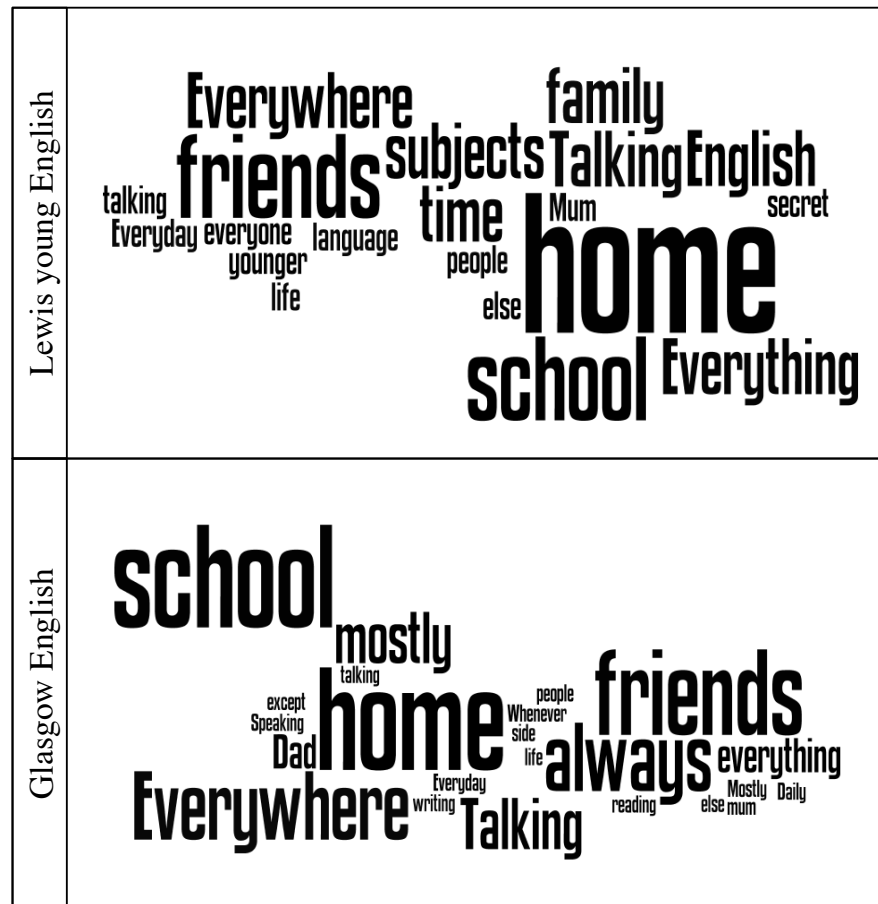 Lewis young English
Everywhere
family
friends
subjects
Talking
English
talking
time
Mum
secret
Everyday
everyone
language
younger
people
life
else
home
school
Everything
Glasgow English
school
mostly
talking
home
friends
except
people
Speaking
Whenever
side
Dad
life
always
everything
Everywhere
Everyday
writing
Talking
reading
else
Mostly
mum
Daily